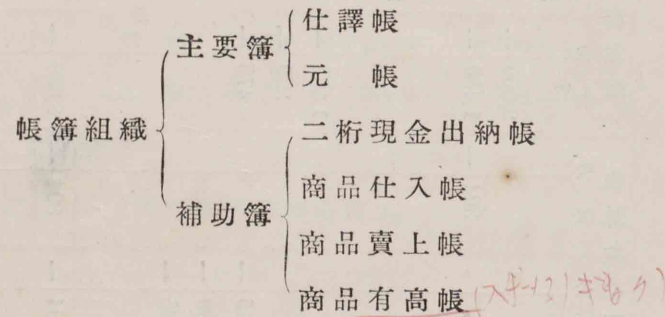 仕譯帳
主要簿
元 帳
帳簿組織
二桁現金出納帳
商品仕入帳
補助簿
商品賣上帳
商品有高帳